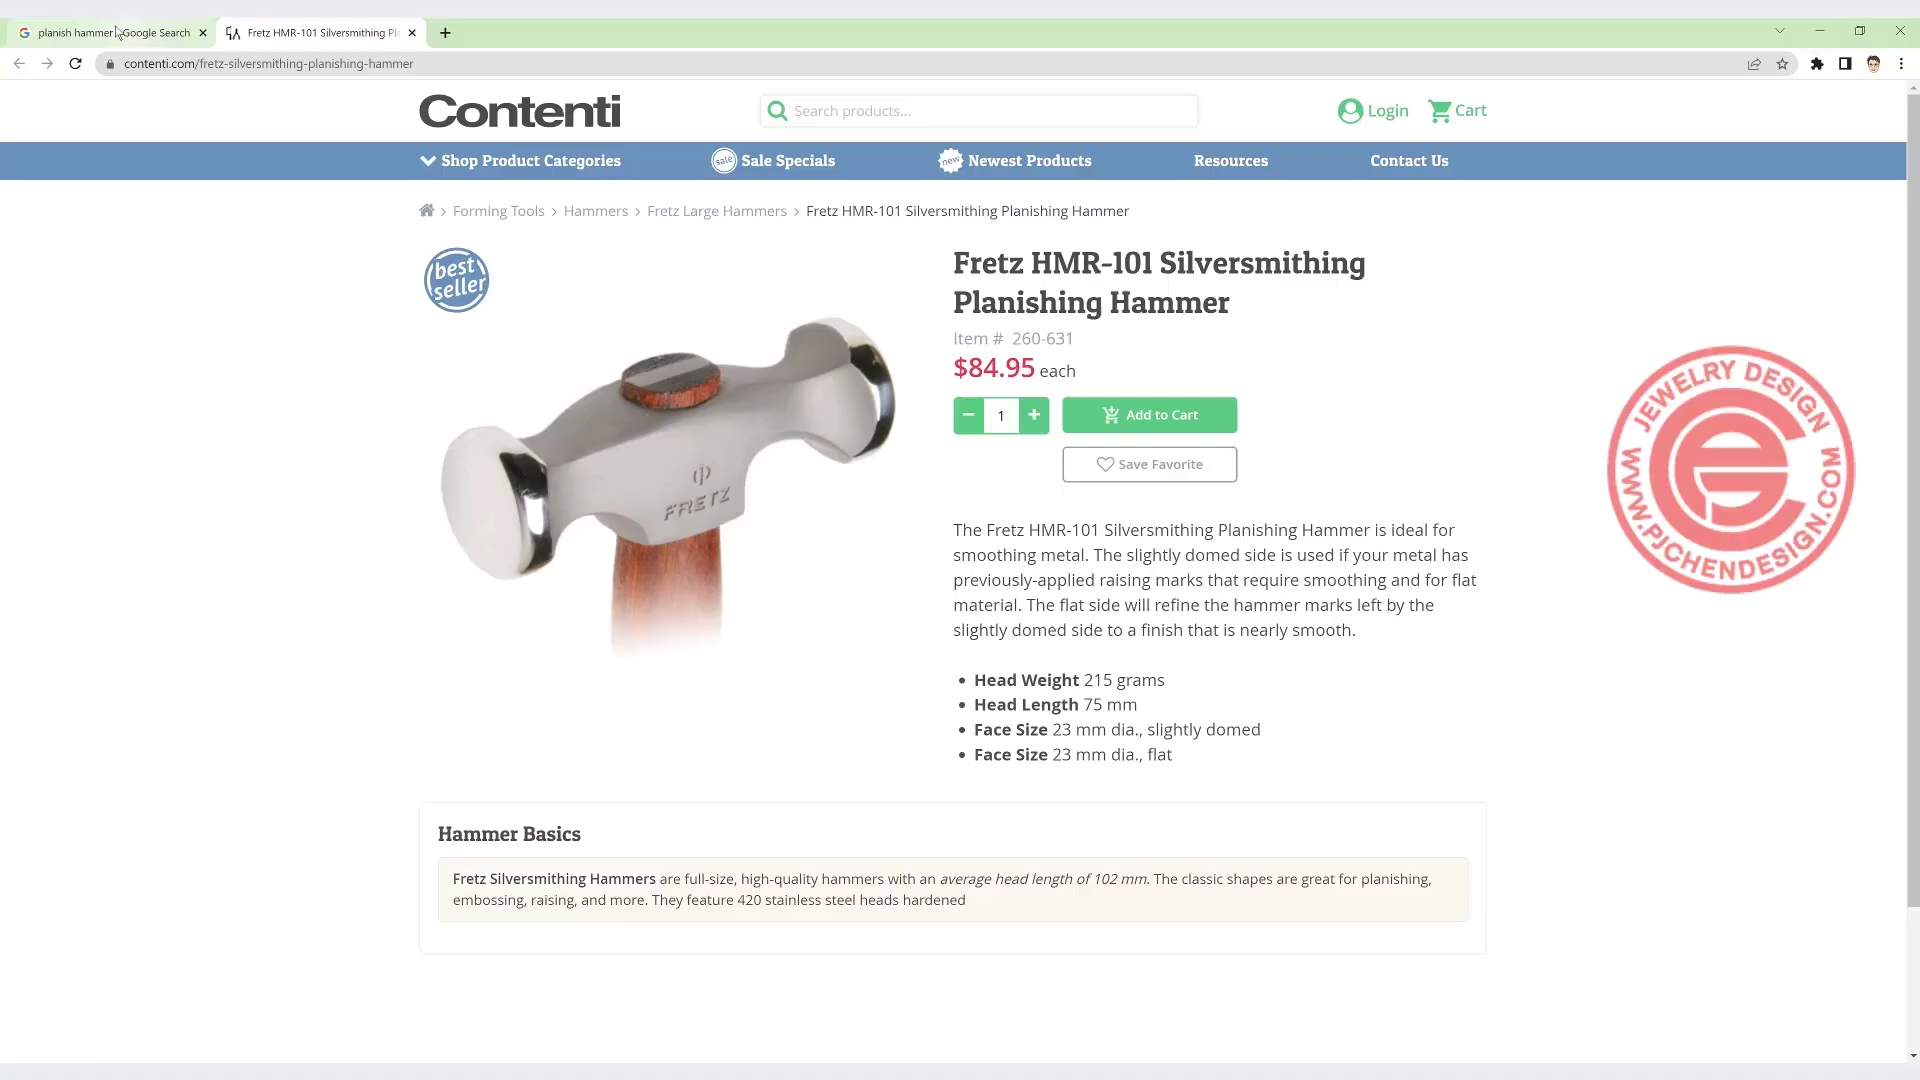 planish hammer - Google Search
Fretz HMR-101 Silversmithing Pl
contenti.com/fretz-silversmithing-planishing-hammer
Contenti
Search products...
Login
Cart
Shop Product Categories
sale Sale Specials
new Newest Products
Resources
Contact Us
Forming Tools > Hammers > Fretz Large Hammers > Fretz HMR-101 Silversmithing Planishing Hammer
best
seller
FRETZ
Fretz HMR-101 Silversmithing
Planishing Hammer
Item # 260-631
$84.95 each
1
Add to Cart
Save Favorite
The Fretz HMR-101 Silversmithing Planishing Hammer is ideal for
smoothing metal. The slightly domed side is used if your metal has
previously-applied raising marks that require smoothing and for flat
material. The flat side will refine the hammer marks left by the
slightly domed side to a finish that is nearly smooth.
• Head Weight 215 grams
• Head Length 75 mm
• Face Size 23 mm dia., slightly domed
• Face Size 23 mm dia., flat
JEWELRY DESIGN
WWW.PJCHENDESIGN.COM
Hammer Basics
Fretz Silversmithing Hammers are full-size, high-quality hammers with an average head length of 102 mm. The classic shapes are great for planishing,
embossing, raising, and more. They feature 420 stainless steel heads hardened